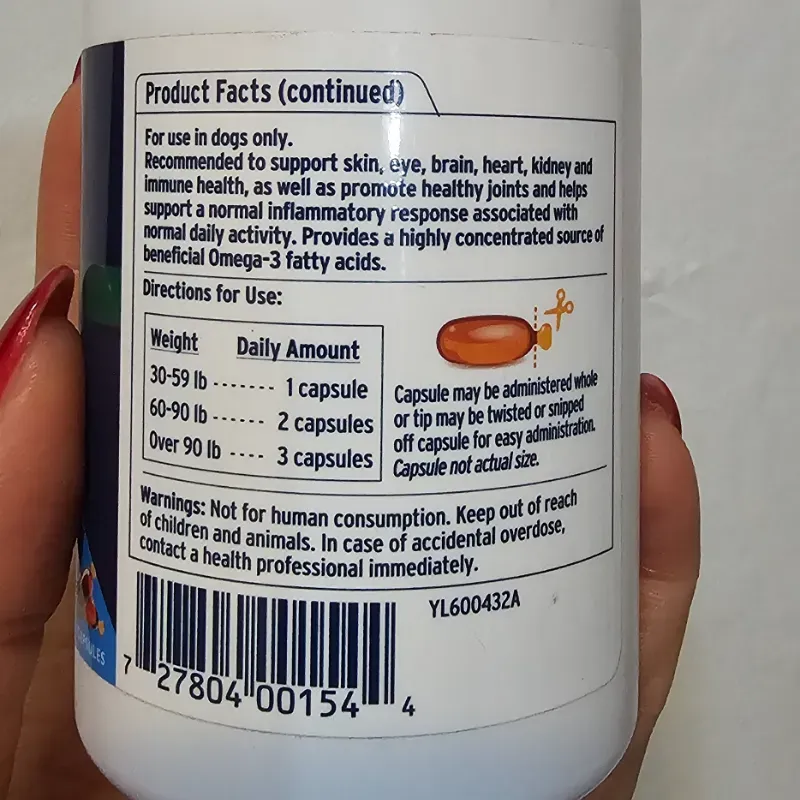 Product Facts (continued)
For use in dogs only.
Recommended to support skin, eye, brain, heart, kidney and
immune health, as well as promote healthy joints and helps
support a normal inflammatory response associated with
normal daily activity. Provides a highly concentrated source of
beneficial Omega-3 fatty acids.
Directions for Use:
Weight Daily Amount
30-59 lb ------- 1 capsule
60-90 lb ------ 2 capsules
Over 90 lb ---- 3 capsules
Capsule may be administered whole
or tip may be twisted or snipped
off capsule for easy administration.
Capsule not actual size.
Warnings: Not for human consumption. Keep out of reach
of children and animals. In case of accidental overdose,
contact a health professional immediately.
YL600432A
7 27804 00154 4